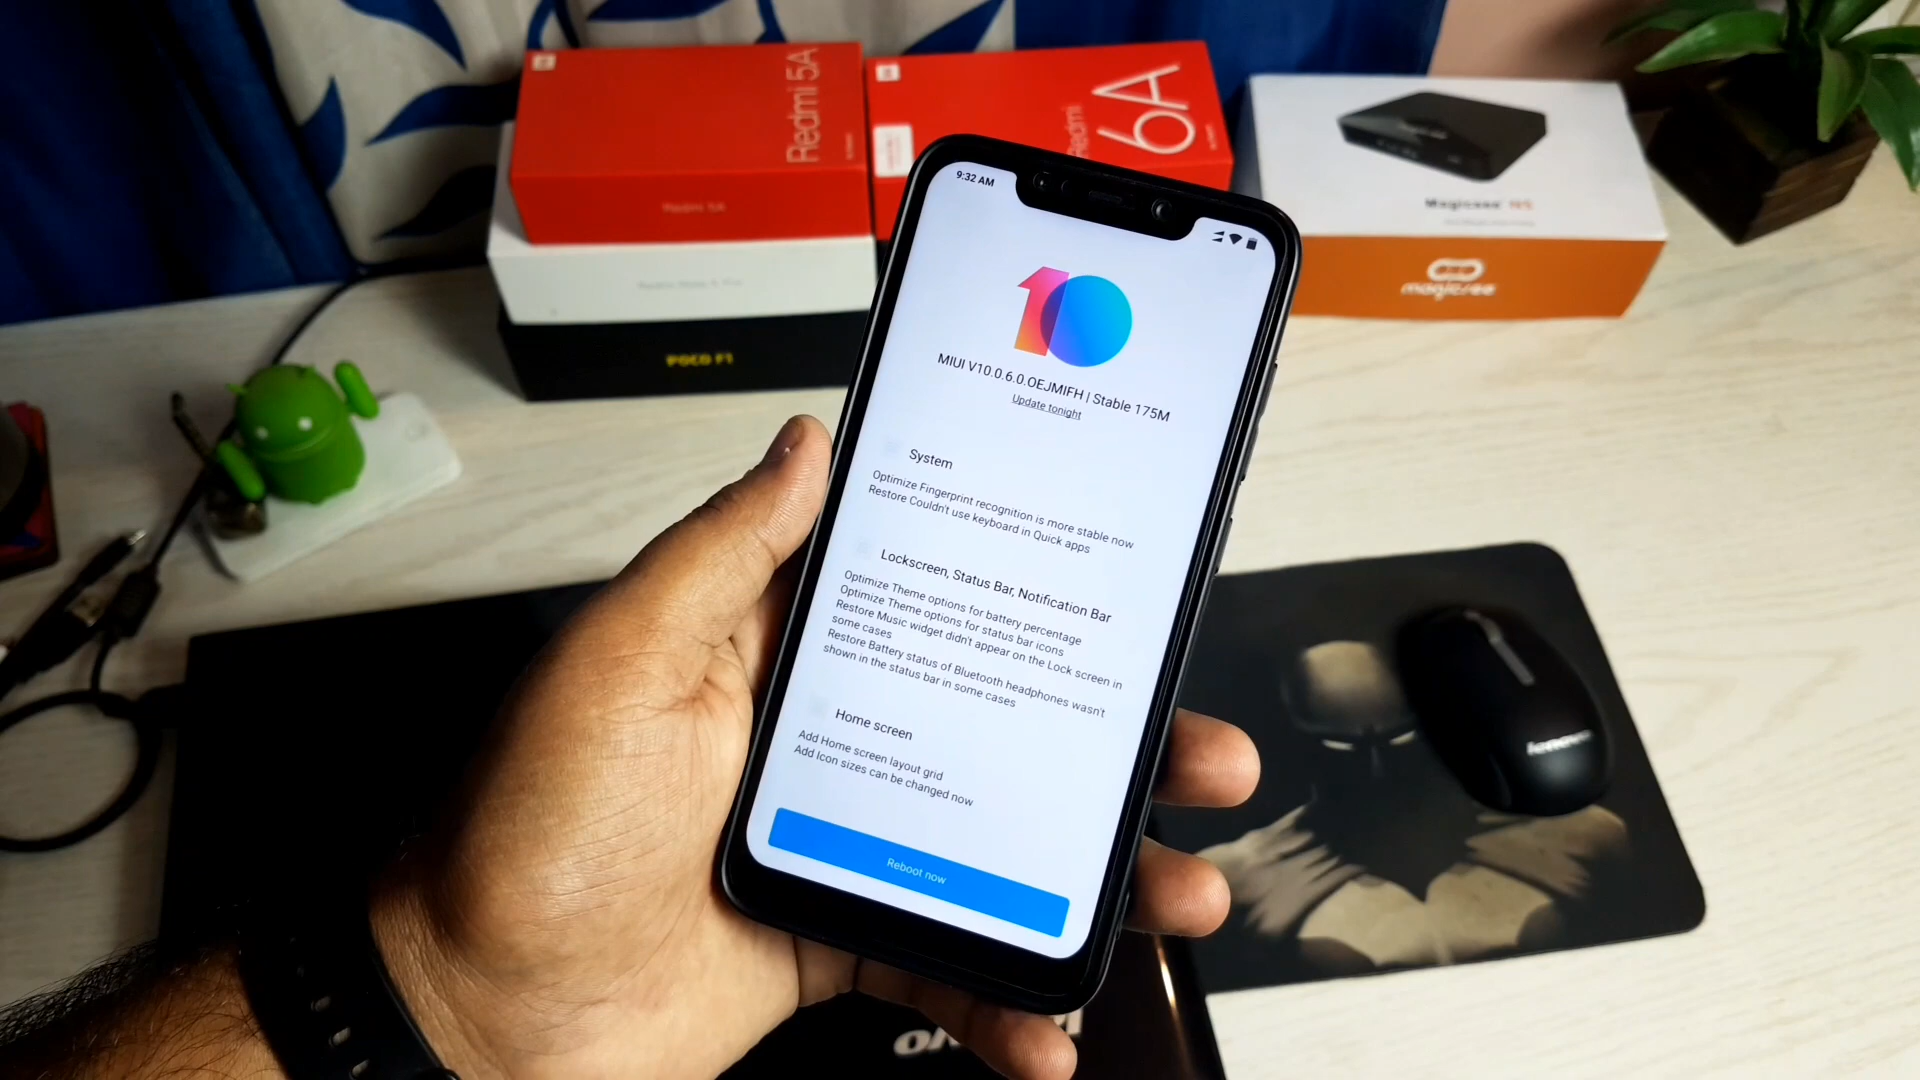 Redmi 5A
Redmi 5A
POCO F1
Redmi
6A
Magicsee N5
magicsee
9:32 AM
10
MIUI V10.0.6.0.OEJMIFH | Stable 175M
Update tonight
System
Optimize Fingerprint recognition is more stable now
Restore Couldn't use keyboard in Quick apps
Lockscreen, Status Bar, Notification Bar
Optimize Theme options for battery percentage
Optimize Theme options for status bar icons
Restore Music widget didn't appear on the Lock screen in
some cases
Restore Battery status of Bluetooth headphones wasn't
shown in the status bar in some cases
Home screen
Add Home screen layout grid
Add Icon sizes can be changed now
Reboot now
lenovo